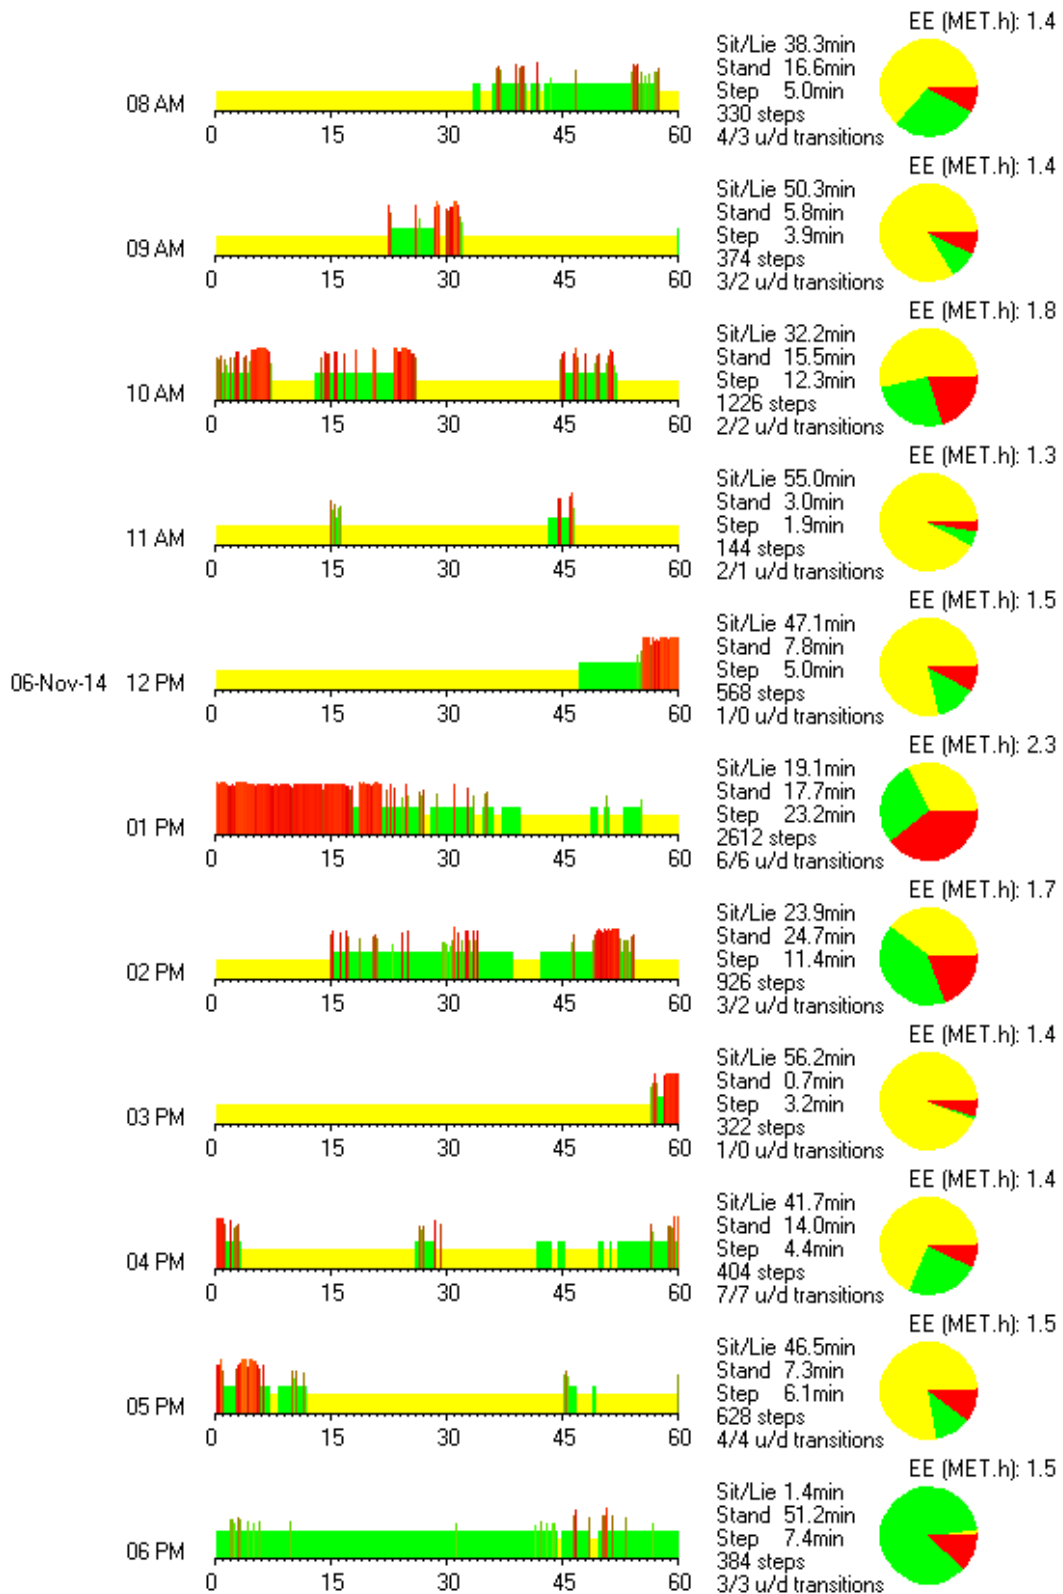 EE (MET.h): 1.4
Sit/Lie 38.3min
Stand 16.6min
Step 5.0min
330 steps
4/3 u/d transitions
08 AM
0 15 30 45 60
EE (MET.h): 1.4
Sit/Lie 50.3min
Stand 5.8min
Step 3.9min
374 steps
3/2 u/d transitions
09 AM
0 15 30 45 60
EE (MET.h): 1.8
Sit/Lie 32.2min
Stand 15.5min
Step 12.3min
1226 steps
2/2 u/d transitions
10 AM
0 15 30 45 60
EE (MET.h): 1.3
Sit/Lie 55.0min
Stand 3.0min
Step 1.9min
144 steps
2/1 u/d transitions
11 AM
0 15 30 45 60
EE (MET.h): 1.5
Sit/Lie 47.1min
Stand 7.8min
Step 5.0min
568 steps
1/0 u/d transitions
06-Nov-14 12 PM
0 15 30 45 60
EE (MET.h): 2.3
Sit/Lie 19.1min
Stand 17.7min
Step 23.2min
2612 steps
6/6 u/d transitions
01 PM
0 15 30 45 60
EE (MET.h): 1.7
Sit/Lie 23.9min
Stand 24.7min
Step 11.4min
926 steps
3/2 u/d transitions
02 PM
0 15 30 45 60
EE (MET.h): 1.4
Sit/Lie 56.2min
Stand 0.7min
Step 3.2min
322 steps
1/0 u/d transitions
03 PM
0 15 30 45 60
EE (MET.h): 1.4
Sit/Lie 41.7min
Stand 14.0min
Step 4.4min
404 steps
7/7 u/d transitions
04 PM
0 15 30 45 60
EE (MET.h): 1.5
Sit/Lie 46.5min
Stand 7.3min
Step 6.1min
628 steps
4/4 u/d transitions
05 PM
0 15 30 45 60
EE (MET.h): 1.5
Sit/Lie 1.4min
Stand 51.2min
Step 7.4min
384 steps
3/3 u/d transitions
06 PM
0 15 30 45 60